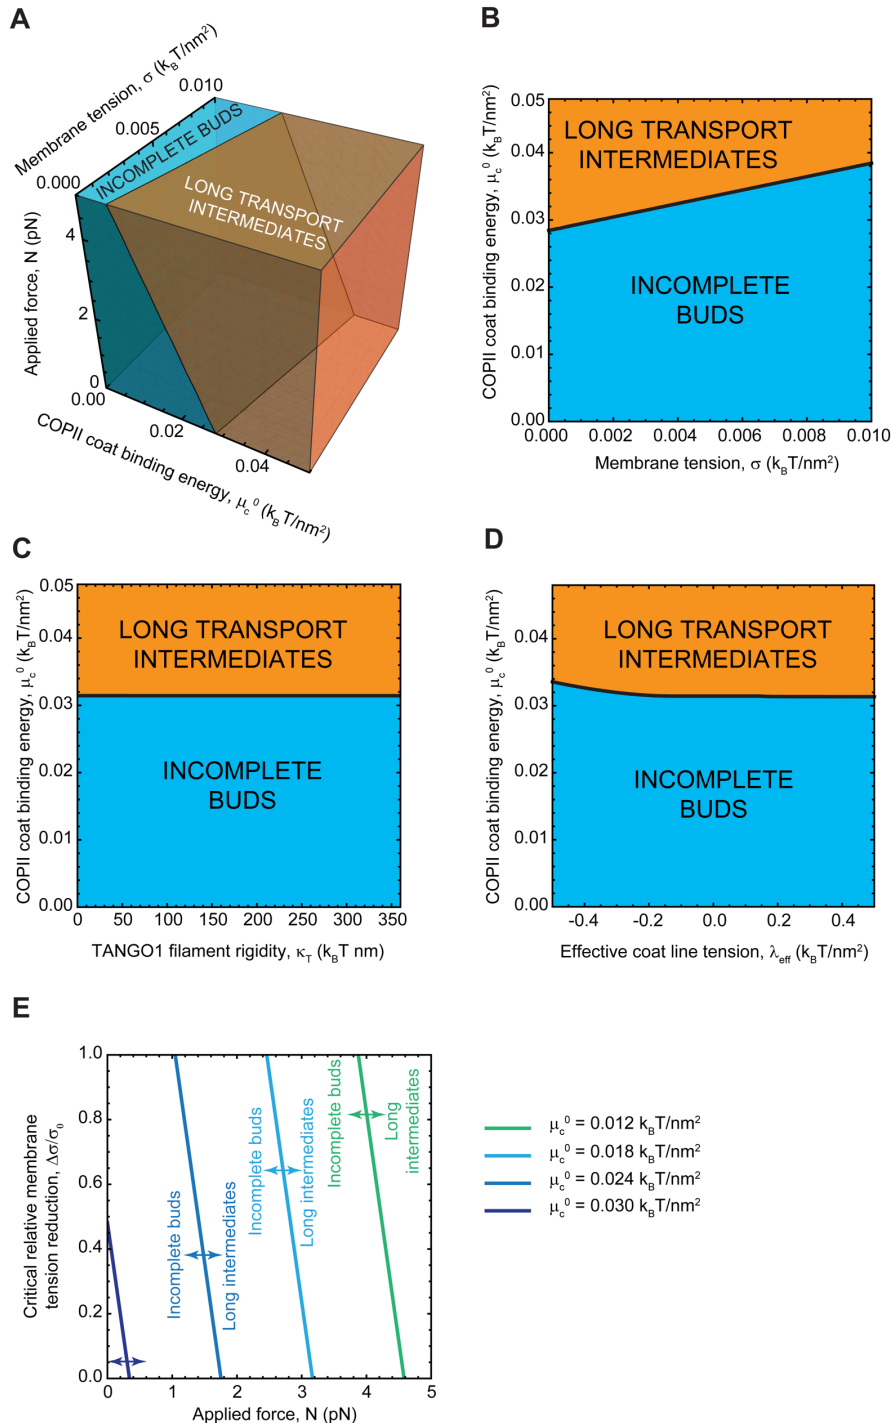 A
Membrane tension, σ (kBT/nm²)
0.010
0.005
0.000
INCOMPLETE BUDS
LONG TRANSPORT
INTERMEDIATES
Applied force, N (pN)
4
2
0
0.00
0.02
0.04
COPII coat binding energy, μc⁰ (kBT/nm²)
B
COPII coat binding energy, μc⁰ (kBT/nm²)
0.05
0.04
0.03
0.02
0.01
0.00
LONG TRANSPORT
INTERMEDIATES
INCOMPLETE
BUDS
0.000 0.002 0.004 0.006 0.008 0.010
Membrane tension, σ (kBT/nm²)
C
COPII coat binding energy, μc⁰ (kBT/nm²)
0.05
0.04
0.03
0.02
0.01
0.00
LONG TRANSPORT
INTERMEDIATES
INCOMPLETE
BUDS
0 50 100 150 200 250 300 350
TANGO1 filament rigidity, κT (kBT nm)
D
COPII coat binding energy, μc⁰ (kBT/nm²)
0.04
0.03
0.02
0.01
0.00
LONG TRANSPORT
INTERMEDIATES
INCOMPLETE
BUDS
-0.4 -0.2 0.0 0.2 0.4
Effective coat line tension, λeff (kBT/nm²)
E
Critical relative membrane
tension reduction, Δσ/σ0
1.0
0.8
0.6
0.4
0.2
0.0
Incomplete buds
Long intermediates
Incomplete buds
Long intermediates
Incomplete buds
Long
intermediates
0 1 2 3 4 5
Applied force, N (pN)
μc⁰ = 0.012 kBT/nm²
μc⁰ = 0.018 kBT/nm²
μc⁰ = 0.024 kBT/nm²
μc⁰ = 0.030 kBT/nm²